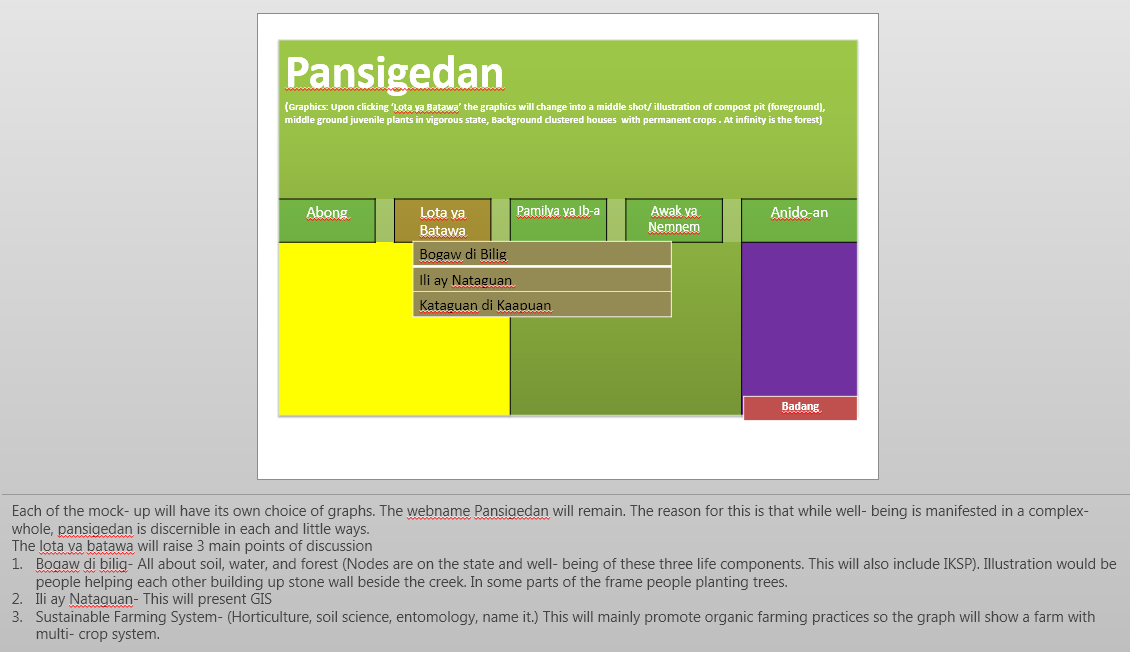 Pansigedan
(Graphics: Upon clicking ‘Lota ya Batawa’ the graphics will change into a middle shot/ illustration of compost pit (foreground),
middle ground juvenile plants in vigorous state, Background clustered houses with permanent crops . At infinity is the forest)
Abong
Lota ya
Batawa
Pamilya ya Ib-a
Awak ya
Nemnem
Anido-an
Bogaw di Bilig
Ili ay Nataguan
Kataguan di Kaapuan
Badang
Each of the mock- up will have its own choice of graphs. The webname Pansigedan will remain. The reason for this is that while well- being is manifested in a complex-
whole, pansigedan is discernible in each and little ways.
The lota ya batawa will raise 3 main points of discussion
1. Bogaw di bilig- All about soil, water, and forest (Nodes are on the state and well- being of these three life components. This will also include IKSP). Illustration would be
people helping each other building up stone wall beside the creek. In some parts of the frame people planting trees.
2. Ili ay Nataguan- This will present GIS
3. Sustainable Farming System- (Horticulture, soil science, entomology, name it.) This will mainly promote organic farming practices so the graph will show a farm with
multi- crop system.